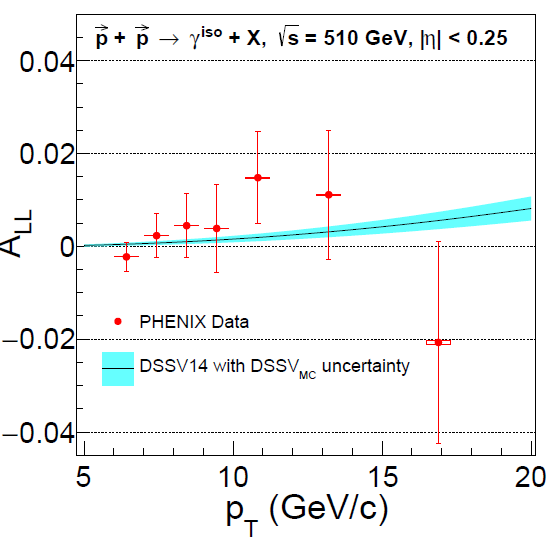 p⃗ + p⃗ → γ^iso + X, √s = 510 GeV, |η| < 0.25
0.04
0.02
0
−0.02
−0.04
A_LL
PHENIX Data
DSSV14 with DSSV_MC uncertainty
5 10 15 20
p_T (GeV/c)